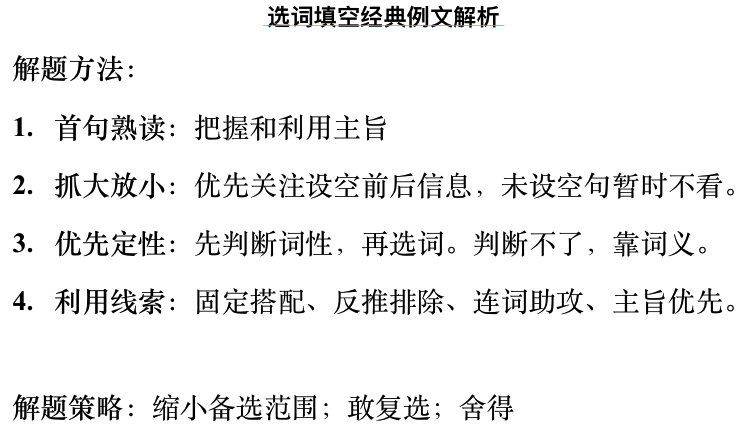 选词填空经典例文解析
解题方法：
1. 首句熟读：把握和利用主旨
2. 抓大放小：优先关注设空前后信息，未设空句暂时不看。
3. 优先定性：先判断词性，再选词。判断不了，靠词义。
4. 利用线索：固定搭配、反推排除、连词助攻、主旨优先。
解题策略：缩小备选范围；敢复选；舍得